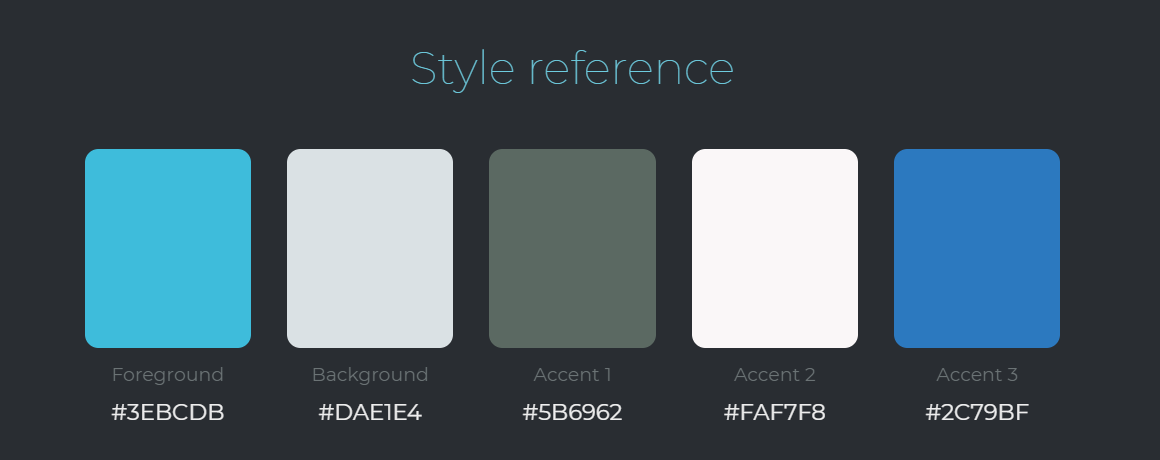 Style reference
Foreground Background Accent 1 Accent 2 Accent 3
#3EBCDB #DAE1E4 #5B6962 #FAF7F8 #2C79BF